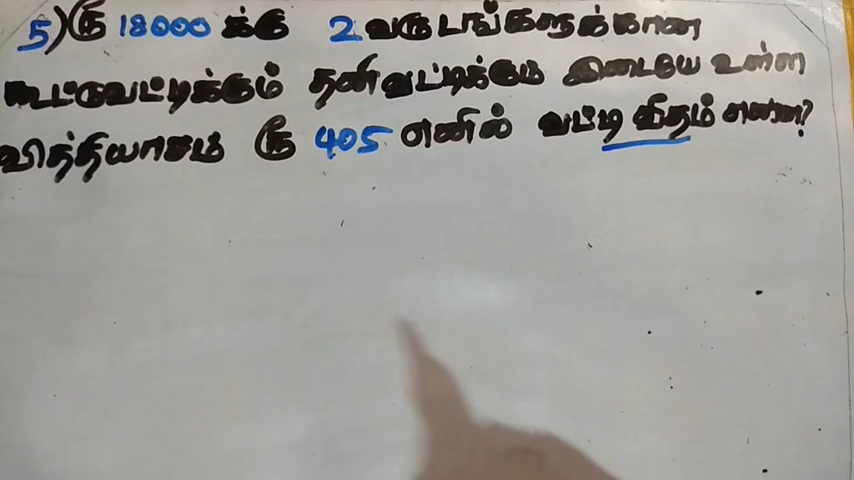 5) ரூ 18000 க்கு 2 வருடங்களுக்கான
கூட்டுவட்டிக்கும் தனிவட்டிக்கும் இடையே உள்ள
வித்தியாசம் ரூ 405 எனில் வட்டி விதம் என்ன?